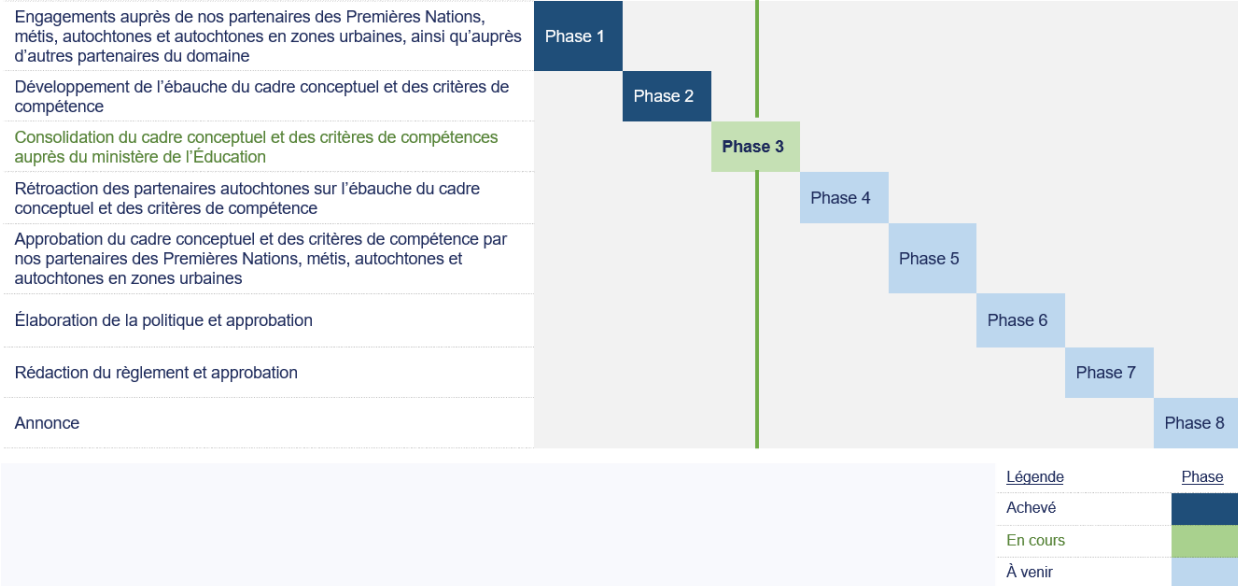 Engagements auprès de nos partenaires des Premières Nations,
métis, autochtones et autochtones en zones urbaines, ainsi qu’auprès
d’autres partenaires du domaine
Phase 1
Développement de l’ébauche du cadre conceptuel et des critères de
compétence
Phase 2
Consolidation du cadre conceptuel et des critères de compétences
auprès du ministère de l’Éducation
Phase 3
Rétroaction des partenaires autochtones sur l’ébauche du cadre
conceptuel et des critères de compétence
Phase 4
Approbation du cadre conceptuel et des critères de compétence par
nos partenaires des Premières Nations, métis, autochtones et
autochtones en zones urbaines
Phase 5
Élaboration de la politique et approbation
Phase 6
Rédaction du règlement et approbation
Phase 7
Annonce
Phase 8
Légende Phase
Achevé
En cours
À venir